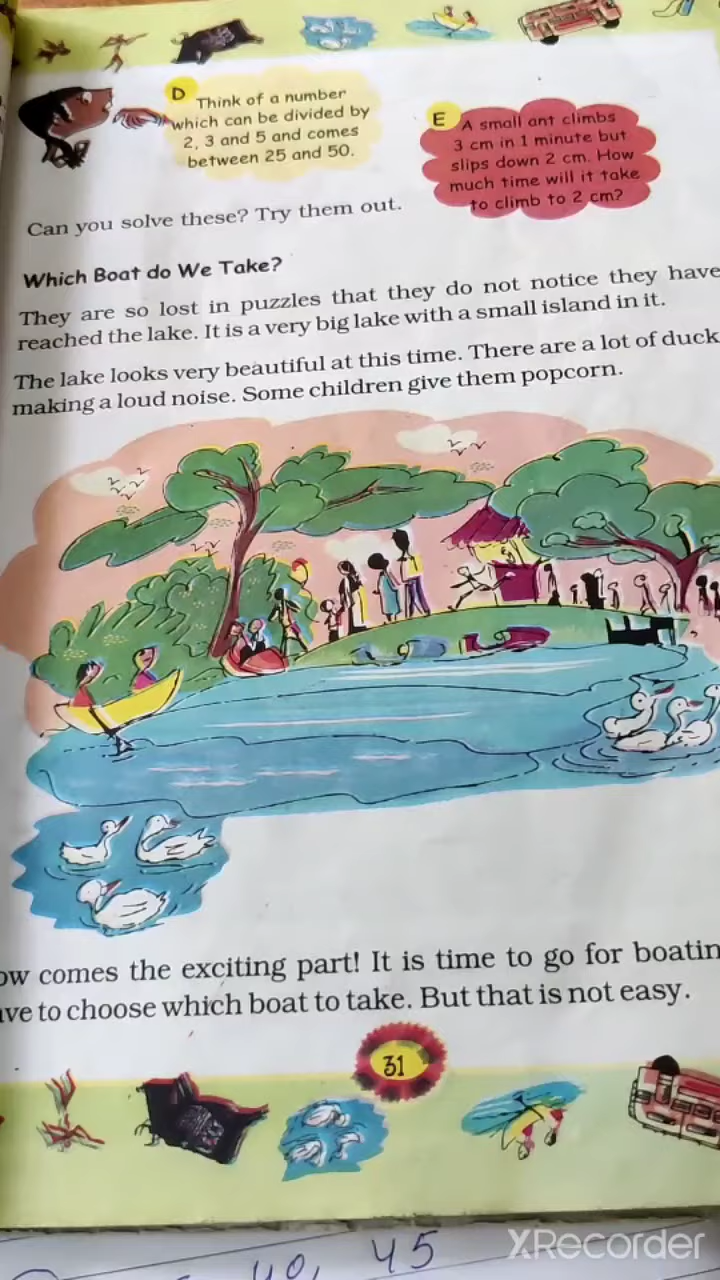 D Think of a number
which can be divided by
2, 3 and 5 and comes
between 25 and 50.
E A small ant climbs
3 cm in 1 minute but
slips down 2 cm. How
much time will it take
to climb to 2 cm?
Can you solve these? Try them out.
Which Boat do We Take?
They are so lost in puzzles that they do not notice they have
reached the lake. It is a very big lake with a small island in it.
The lake looks very beautiful at this time. There are a lot of duck
making a loud noise. Some children give them popcorn.
ow comes the exciting part! It is time to go for boatin
ve to choose which boat to take. But that is not easy.
31
40, 45
XRecorder